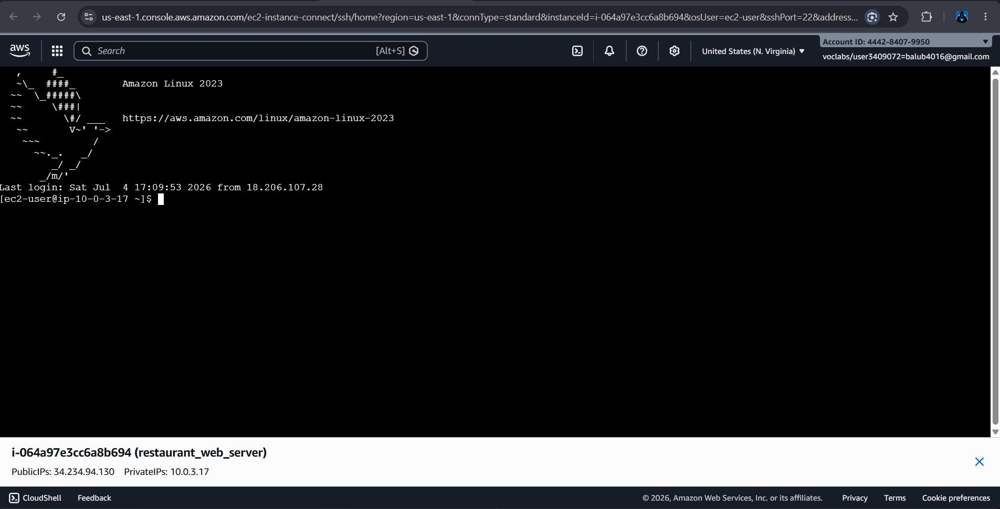 us-east-1.console.aws.amazon.com/ec2-instance-connect/ssh/home?region=us-east-1&connType=standard&instanceId=i-064a97e3cc6a8b694&osUser=ec2-user&sshPort=22&address...
aws
Search [Alt+S]
United States (N. Virginia)
Account ID: 4442-8407-9950
voclabs/user3409072=balub4016@gmail.com
   ,     #_
   ~\_  ####_        Amazon Linux 2023
  ~~  \_#####\
  ~~     \###|
  ~~       \#/ ___   https://aws.amazon.com/linux/amazon-linux-2023
   ~~       V~' '->
    ~~~         /
      ~~._.   _/
         _/ _/
       _/m/'
Last login: Sat Jul  4 17:09:53 2026 from 18.206.107.28
[ec2-user@ip-10-0-3-17 ~]$
i-064a97e3cc6a8b694 (restaurant_web_server)
PublicIPs: 34.234.94.130 PrivateIPs: 10.0.3.17
CloudShell Feedback © 2026, Amazon Web Services, Inc. or its affiliates. Privacy Terms Cookie preferences